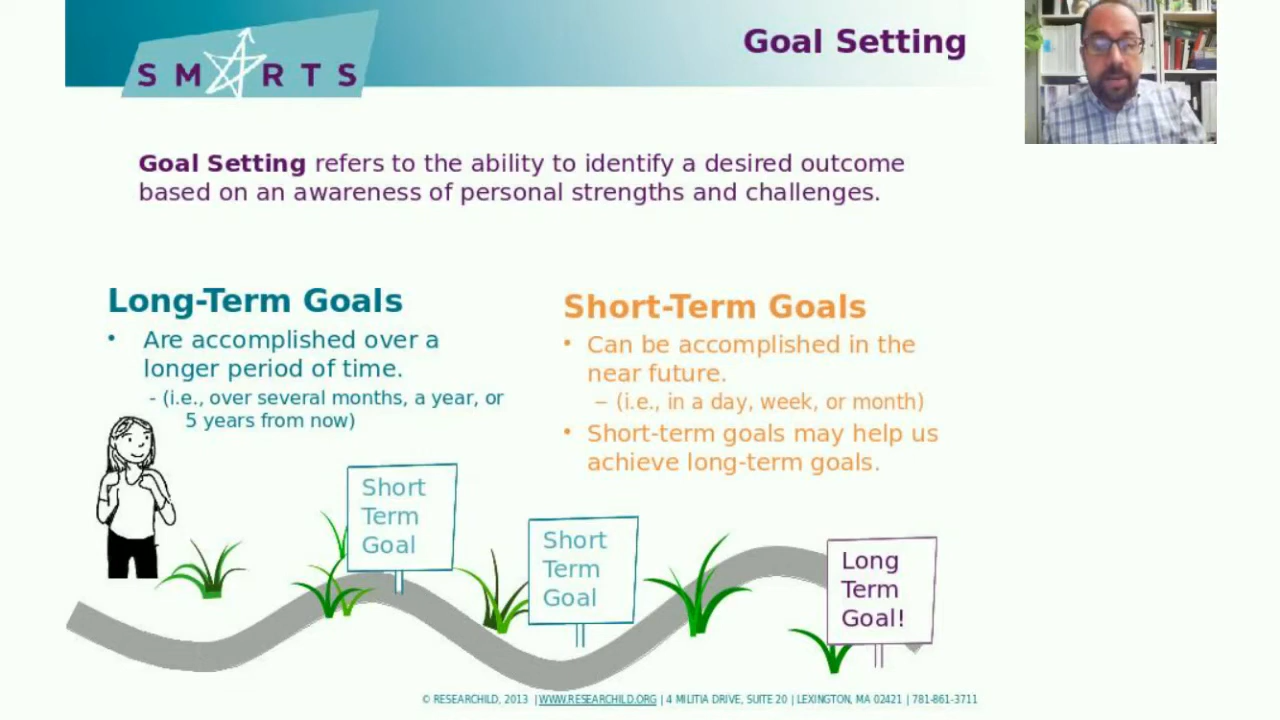 SMARTS
Goal Setting
Goal Setting refers to the ability to identify a desired outcome
based on an awareness of personal strengths and challenges.
Long-Term Goals
• Are accomplished over a
longer period of time.
- (i.e., over several months, a year, or
5 years from now)
Short-Term Goals
• Can be accomplished in the
near future.
– (i.e., in a day, week, or month)
• Short-term goals may help us
achieve long-term goals.
Short
Term
Goal
Short
Term
Goal
Long
Term
Goal!
© RESEARCHILD, 2013 | WWW.RESEARCHILD.ORG | 4 MILITIA DRIVE, SUITE 20 | LEXINGTON, MA 02421 | 781-861-3711